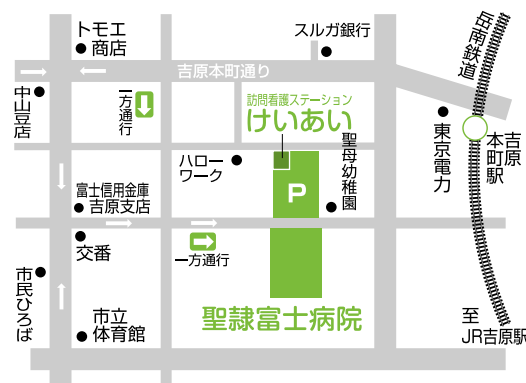 トモエ
商店
スルガ銀行
岳南鉄道
吉原本町通り
中山豆店
一方通行
訪問看護ステーション
けいあい
東京電力
吉原
本町駅
ハロー
ワーク
聖母幼稚園
P
富士信用金庫
吉原支店
交番
一方通行
市民ひろば
市立
体育館
聖隷富士病院
至
JR吉原駅